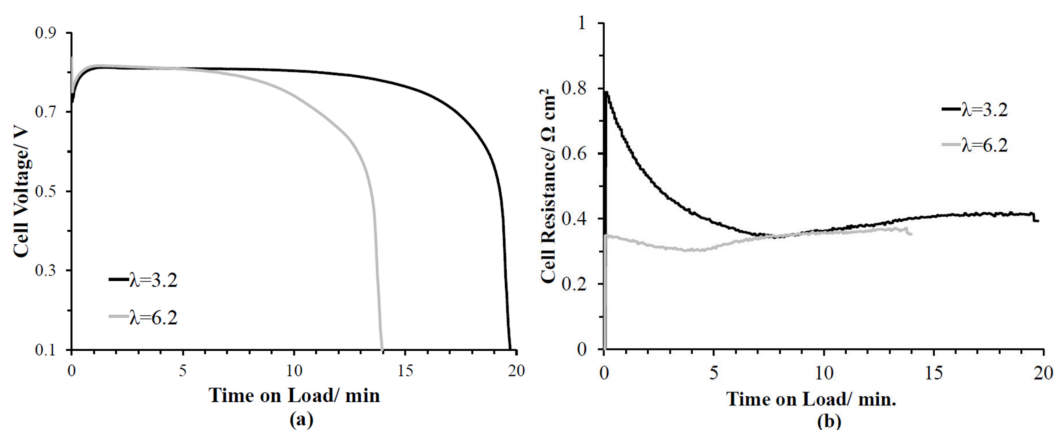 0.9
0.7
0.5
0.3
0.1
Cell Voltage/ V
λ=3.2
λ=6.2
0
5
10
15
20
Time on Load/ min
(a)
1
0.8
0.6
0.4
0.2
0
Cell Resistance/ Ω cm²
λ=3.2
λ=6.2
0
5
10
15
20
Time on Load/ min.
(b)